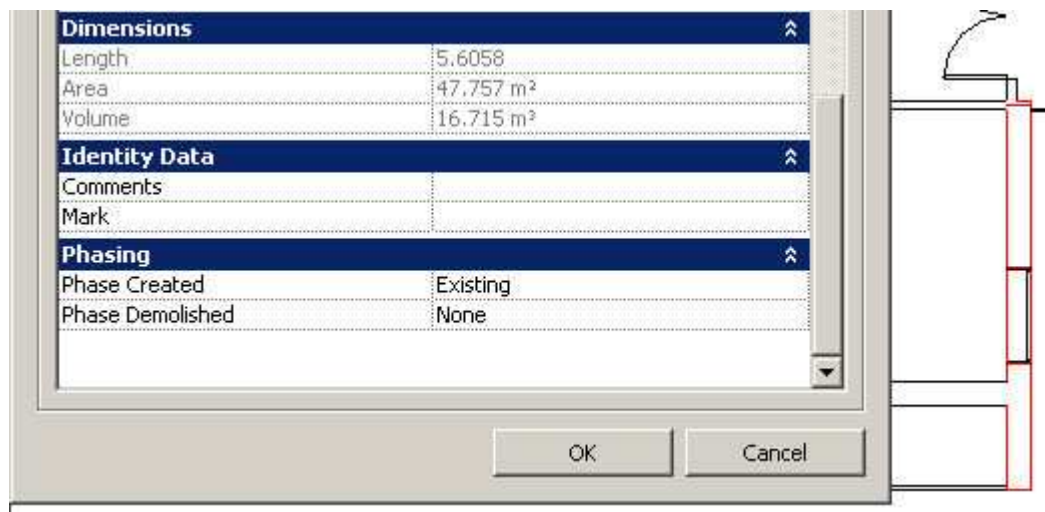 Dimensions
Length 5.6058
Area 47.757 m²
Volume 16.715 m³
Identity Data
Comments
Mark
Phasing
Phase Created Existing
Phase Demolished None
OK Cancel